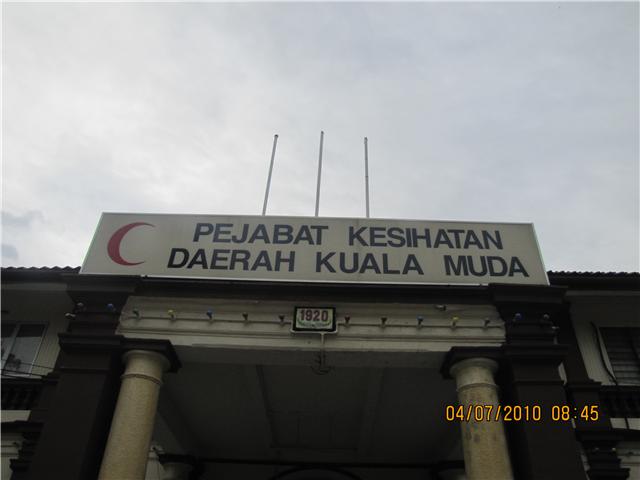 PEJABAT KESIHATAN
DAERAH KUALA MUDA
1920
04/07/2010 08:45